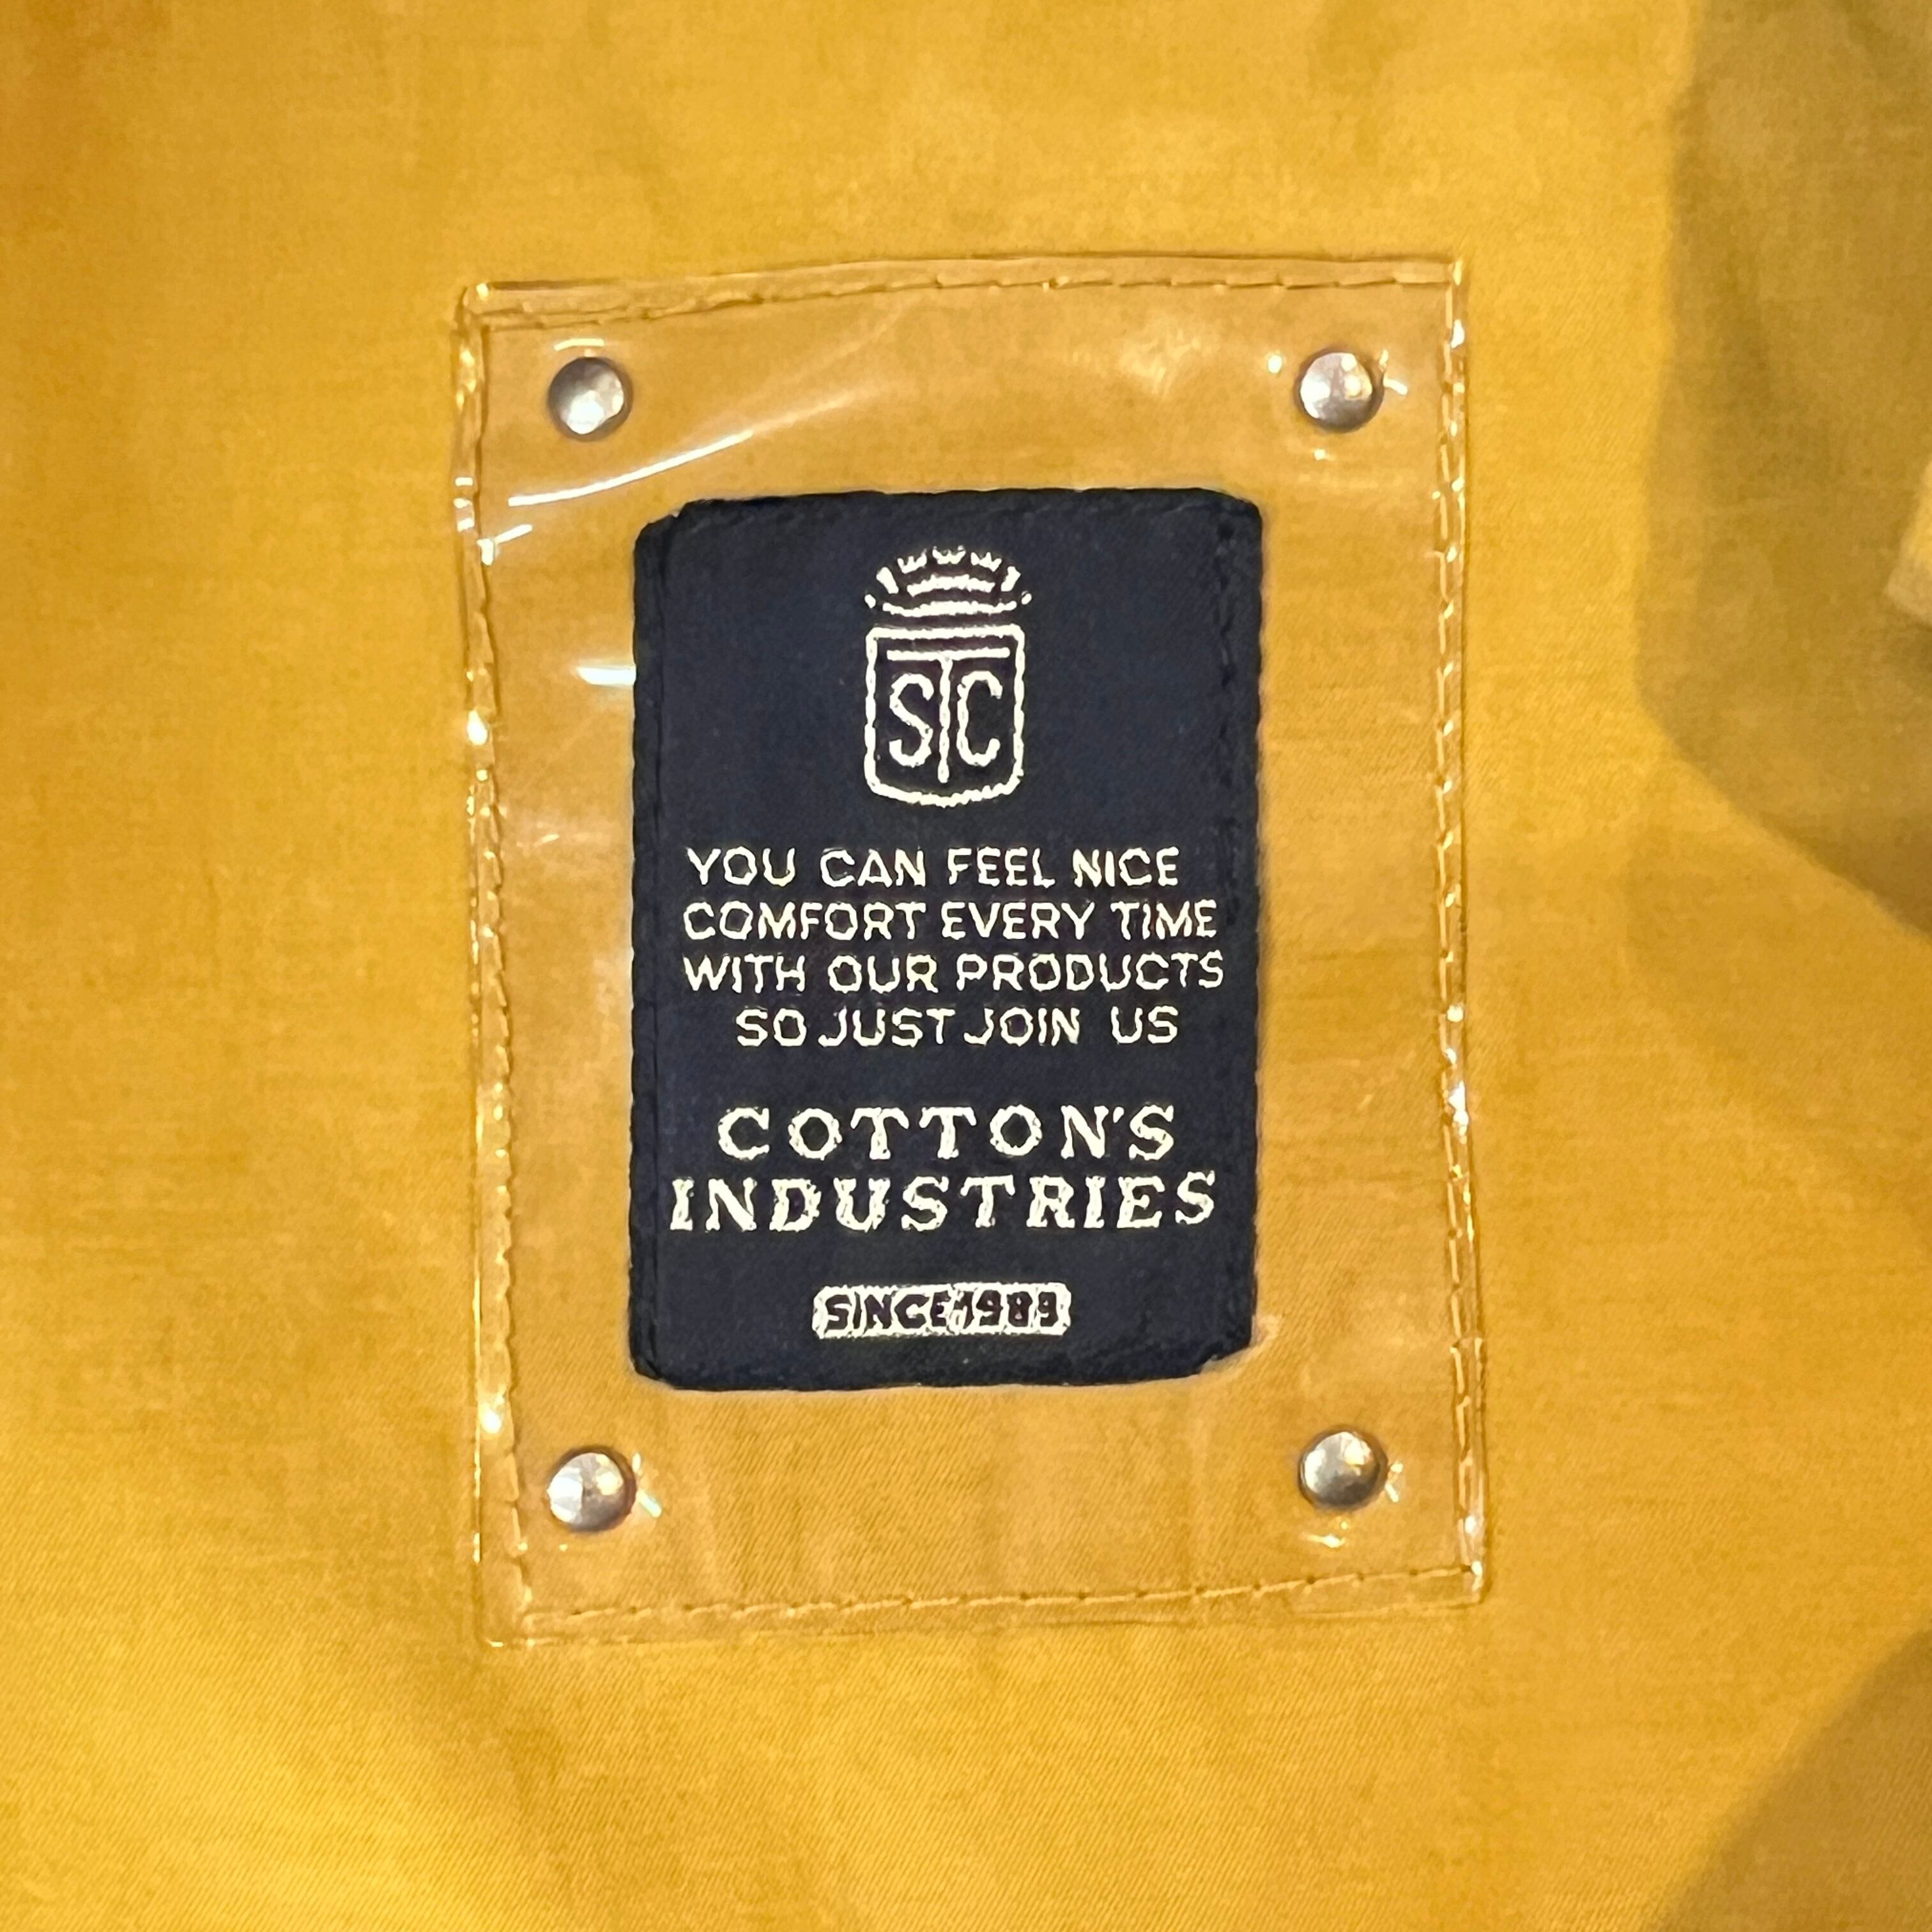 STC
YOU CAN FEEL NICE
COMFORT EVERY TIME
WITH OUR PRODUCTS
SO JUST JOIN US
COTTON'S
INDUSTRIES
SINCE 1989